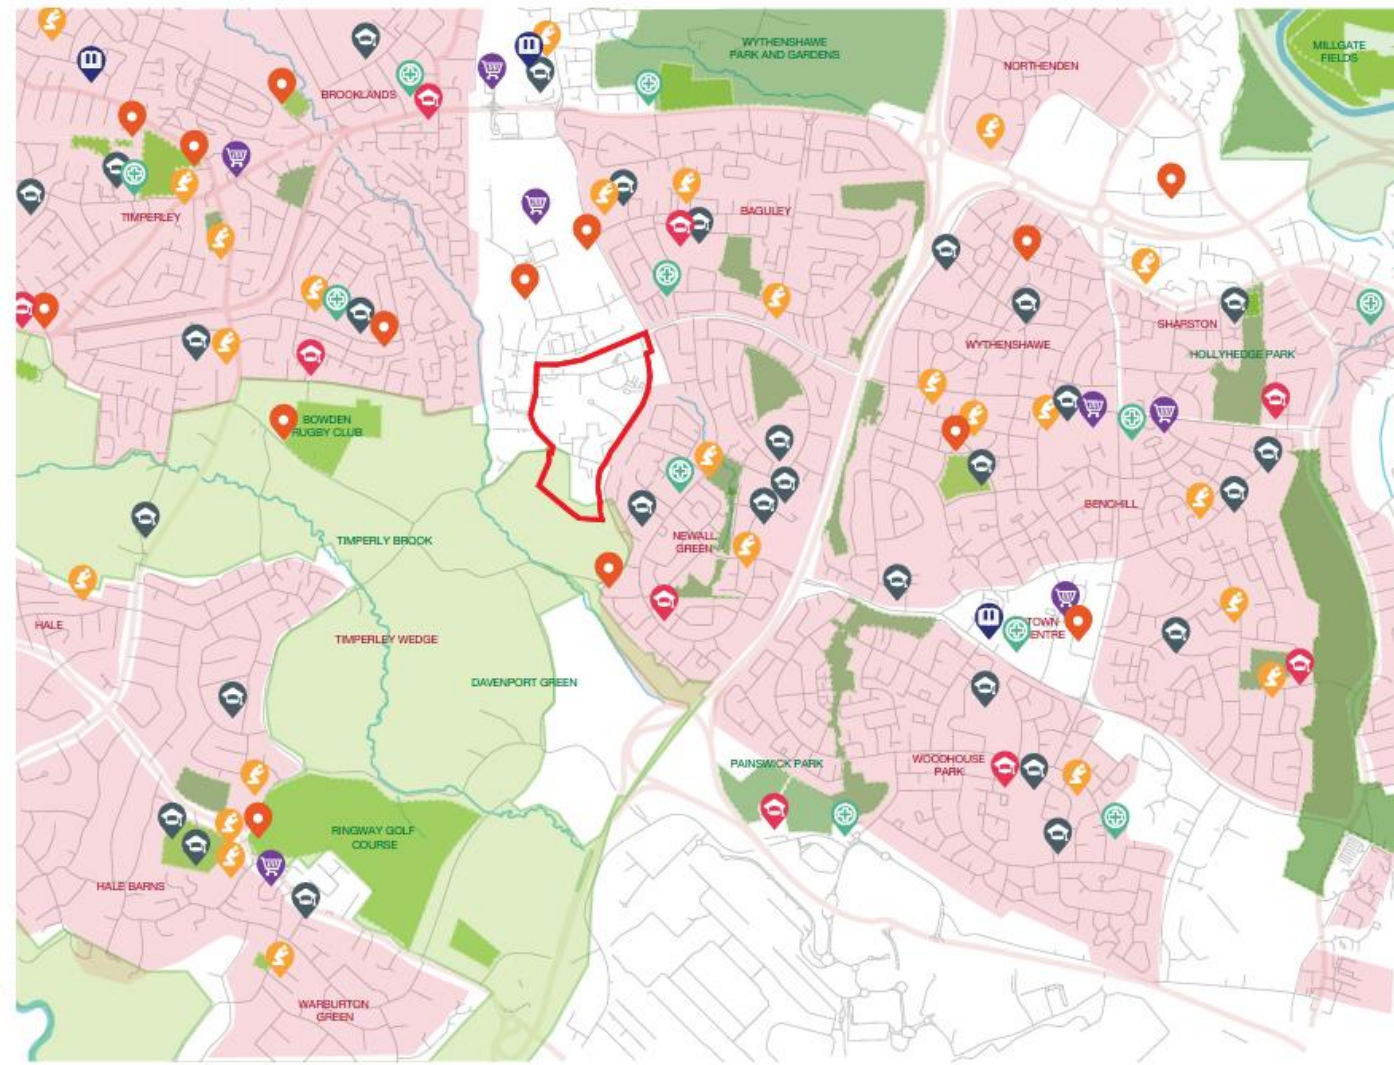 WYTHENSHAWE
PARK AND GARDENS
MILLGATE
FIELDS
NORTHENDEN
BROOKLANDS
TIMPERLEY
BAGULEY
SHARSTON
WYTHENSHAWE
HOLLYHEDGE PARK
BOWDEN
RUGBY CLUB
BENCHILL
TIMPERLY BROOK
NEWALL
GREEN
HALE
TOWN
CENTRE
TIMPERLEY WEDGE
DAVENPORT GREEN
PAINSWICK PARK
WOODHOUSE
PARK
RINGWAY GOLF
COURSE
HALE BARNS
WARBURTON
GREEN